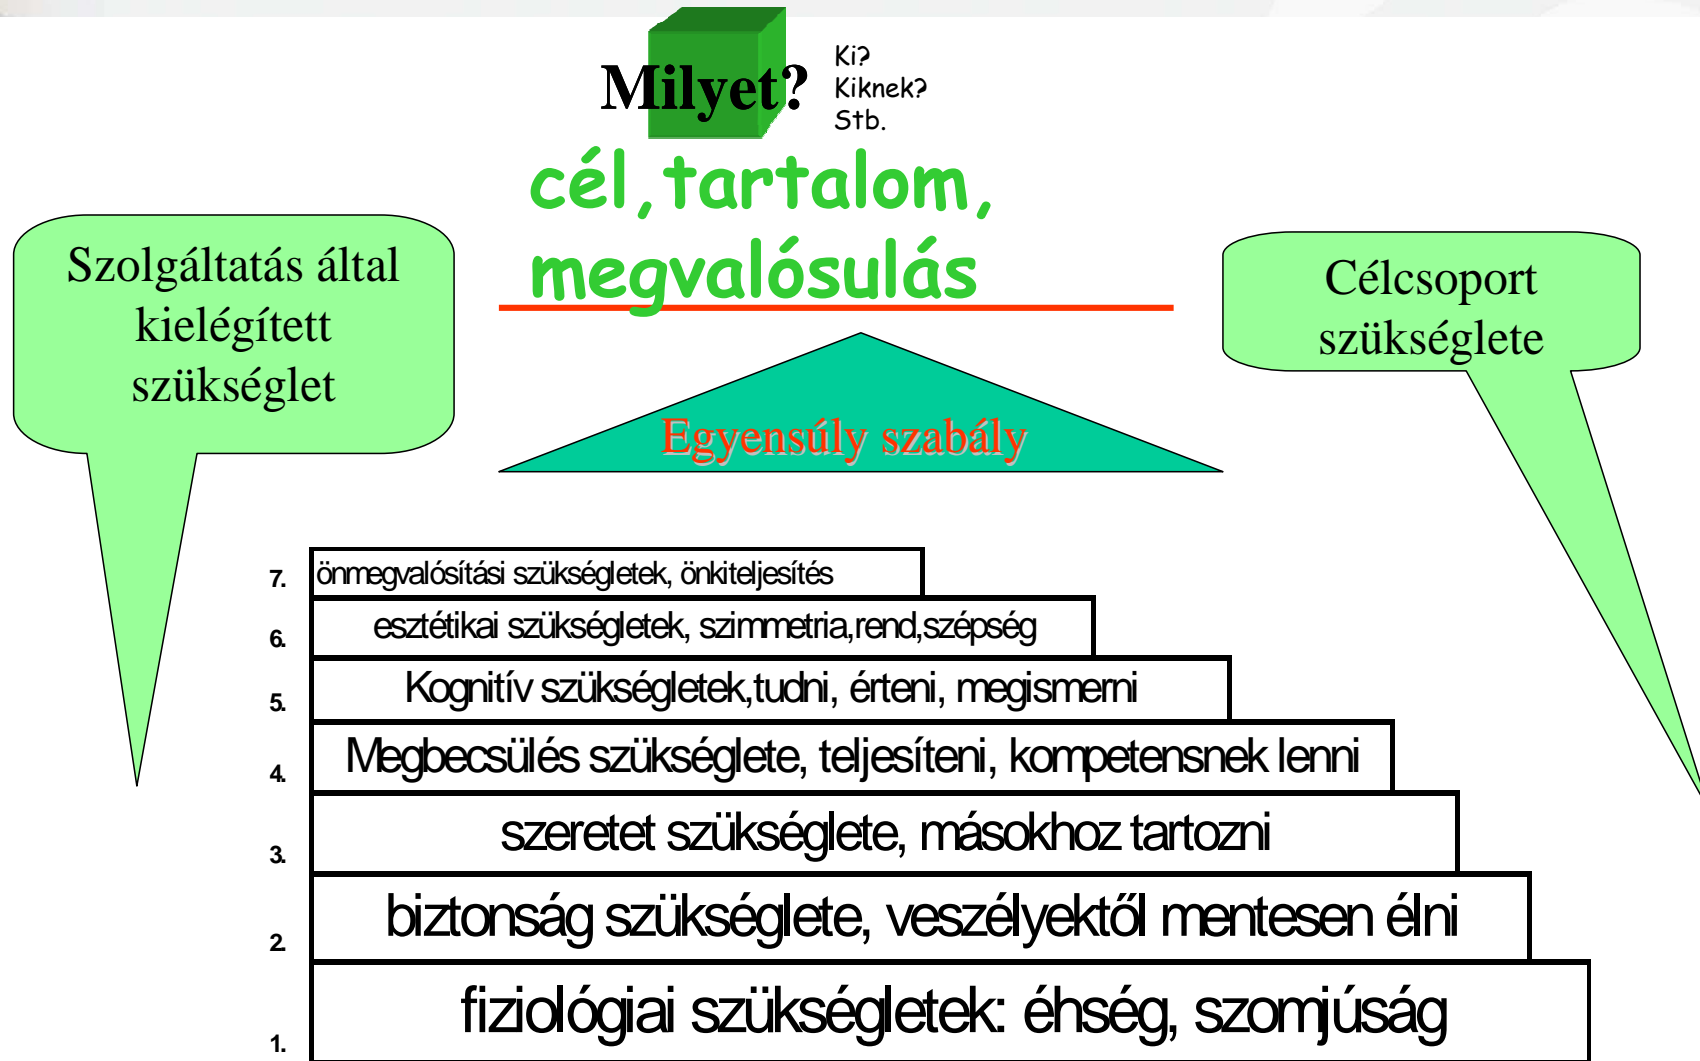 Milyet?
Ki?
Kiknek?
Stb.
cél,tartalom,
megvalósulás
Szolgáltatás által
kielégített
szükséglet
Célcsoport
szükséglete
Egyensúly szabály
7. önmegvalósítási szükségletek, önkiteljesítés
6. esztétikai szükségletek, szimmetria,rend,szépség
5. Kognitív szükségletek,tudni, érteni, megismerni
4. Megbecsülés szükséglete, teljesíteni, kompetensnek lenni
3. szeretet szükséglete, másokhoz tartozni
2. biztonság szükséglete, veszélyektől mentesen élni
1. fiziológiai szükségletek: éhség, szomjúság